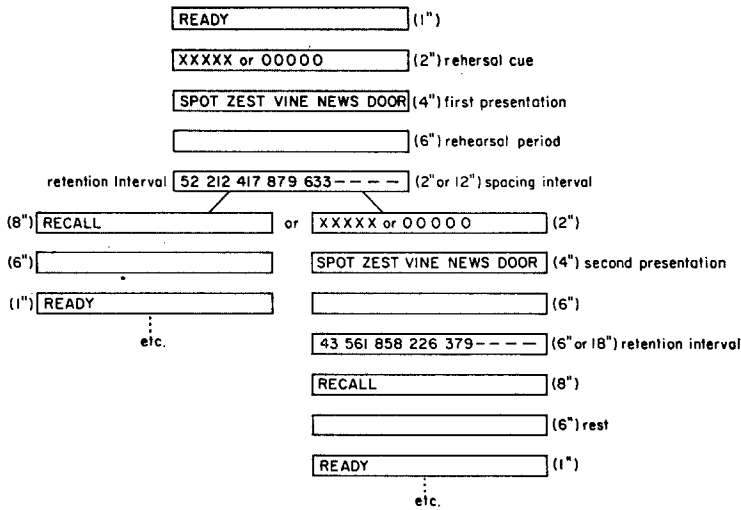 READY (1")
XXXXX or 00000 (2") rehersal cue
SPOT ZEST VINE NEWS DOOR (4") first presentation
(6") rehearsal period
retention Interval 52 212 417 879 633---- (2" or 12") spacing interval
(8") RECALL or XXXXX or 00000 (2")
(6") SPOT ZEST VINE NEWS DOOR (4") second presentation
(1") READY (6")
etc. 43 561 858 226 379---- (6" or 18") retention interval
RECALL (8")
(6") rest
READY (1")
etc.